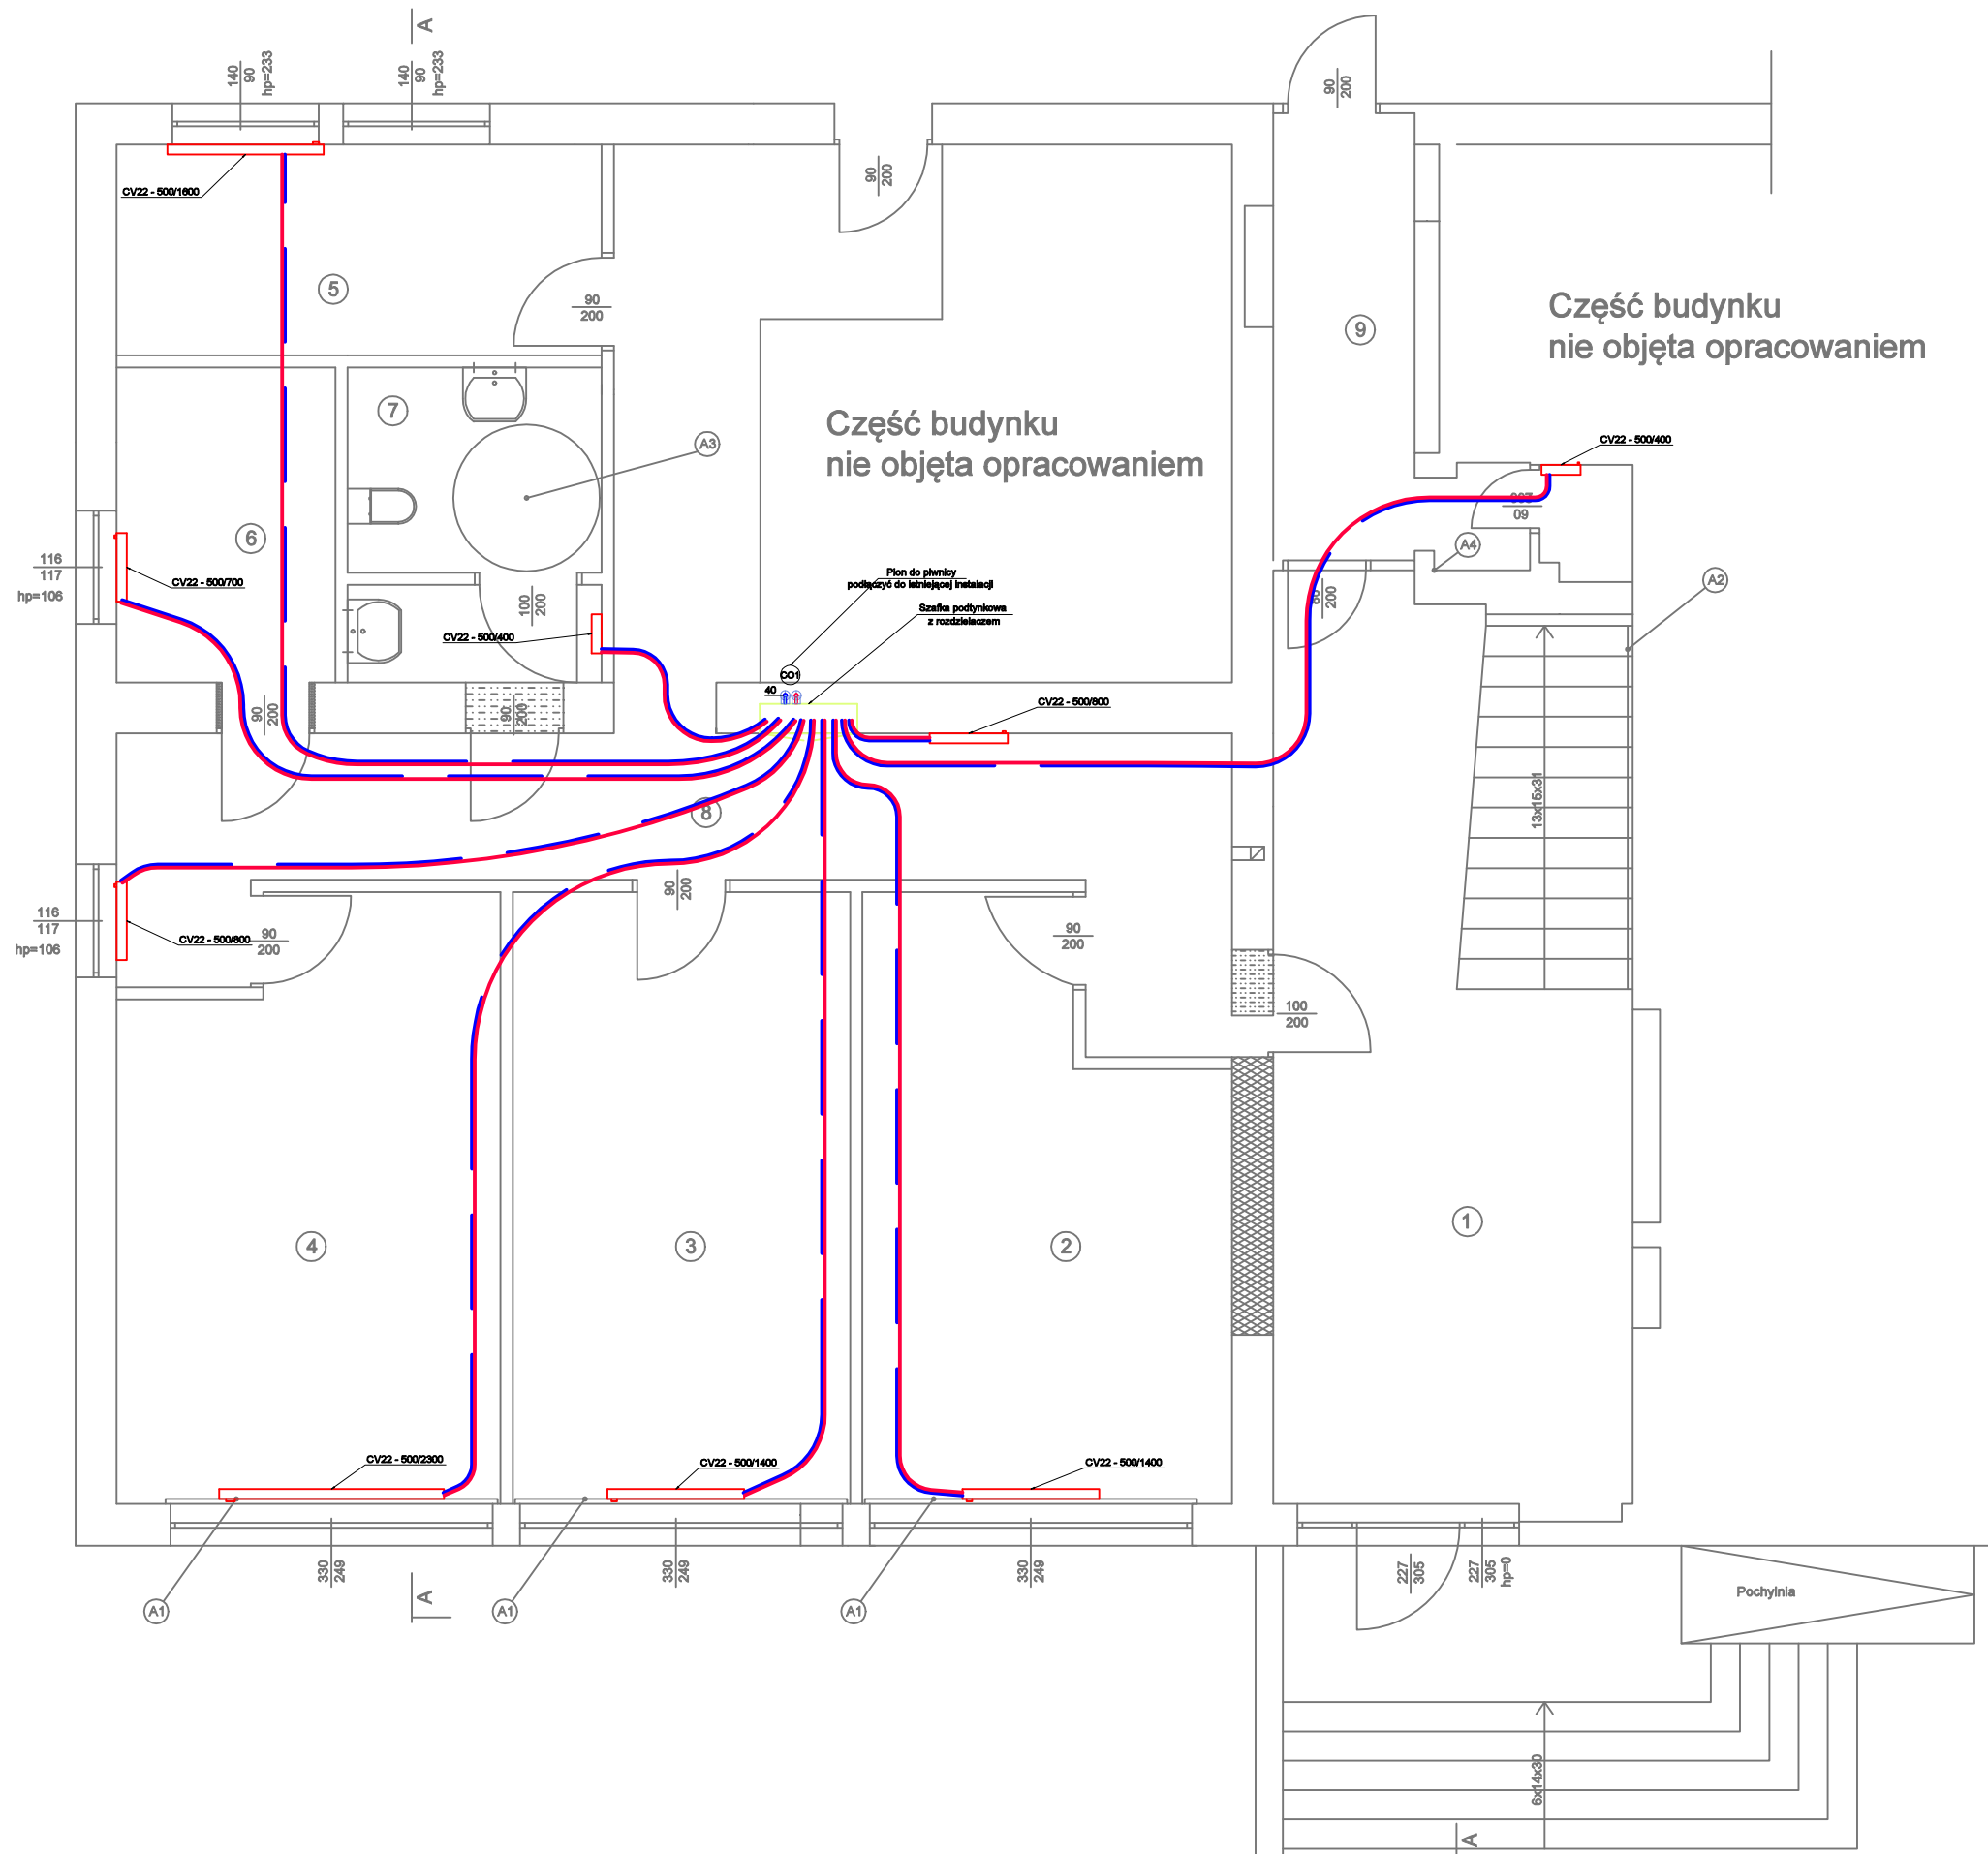 A
140
90
hp=233
140
90
hp=233
90
200
90
200
CV22 - 500/1600
5
90
200
9
Część budynku
nie objęta opracowaniem
7
A3
Część budynku
nie objęta opracowaniem
CV22 - 500/400
09
6
A4
116
117
hp=106
CV22 - 500/700
A2
Pion do piwnicy
podłączyć do istniejącej instalacji
100
200
Szafka podtynkowa
z rozdzielaczem
200
CV22 - 500/400
CO1
40
CV22 - 500/800
90
200
90
200
13x15x31
8
90
200
116
117
hp=106
CV22 - 500/800
90
200
90
200
100
200
1
4
3
2
CV22 - 500/2300
CV22 - 500/1400
CV22 - 500/1400
330
249
330
249
330
249
227
305
227
305
hp=0
A1
A
A1
A1
Pochylnia
6x14x30
A